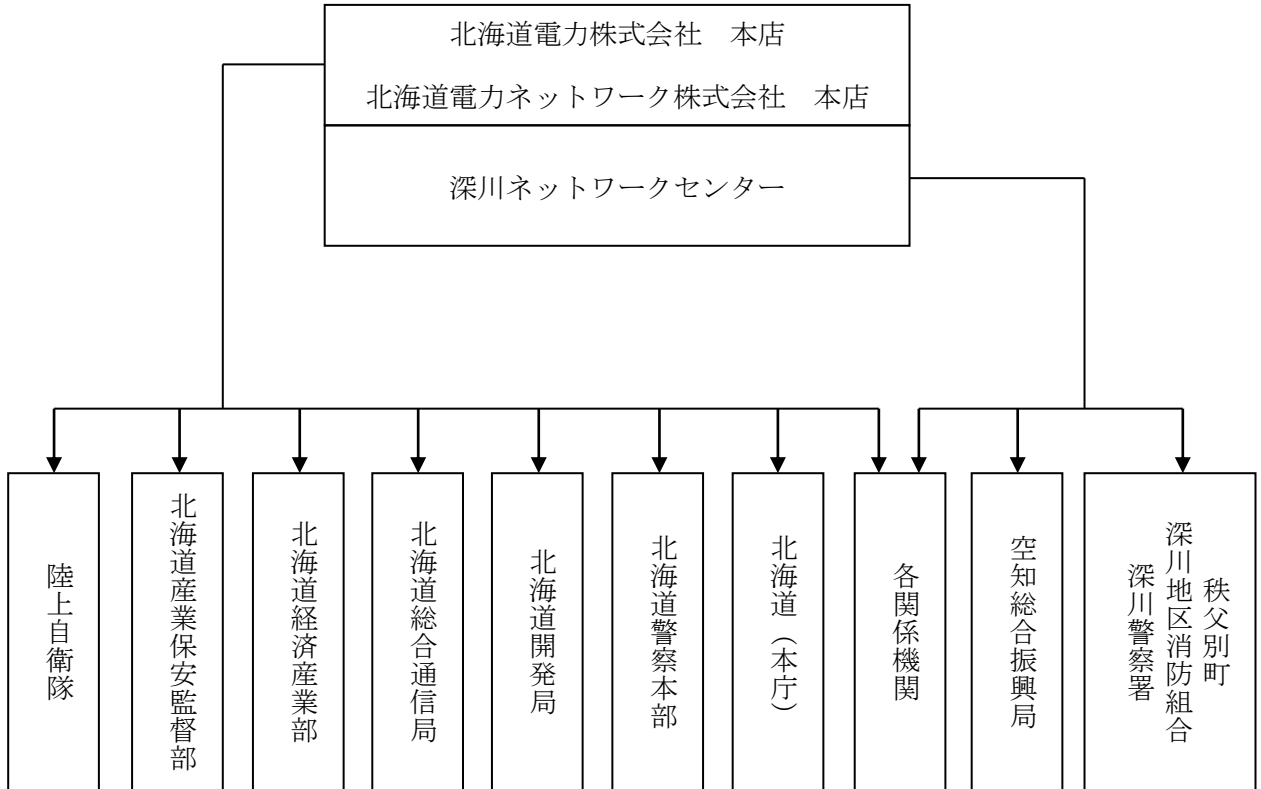 北海道電力株式会社　本店
北海道電力ネットワーク株式会社　本店
深川ネットワークセンター
陸上自衛隊
北海道産業保安監督部
北海道経済産業部
北海道総合通信局
北海道開発局
北海道警察本部
北海道（本庁）
各関係機関
空知総合振興局
秩父別町
深川地区消防組合
深川警察署